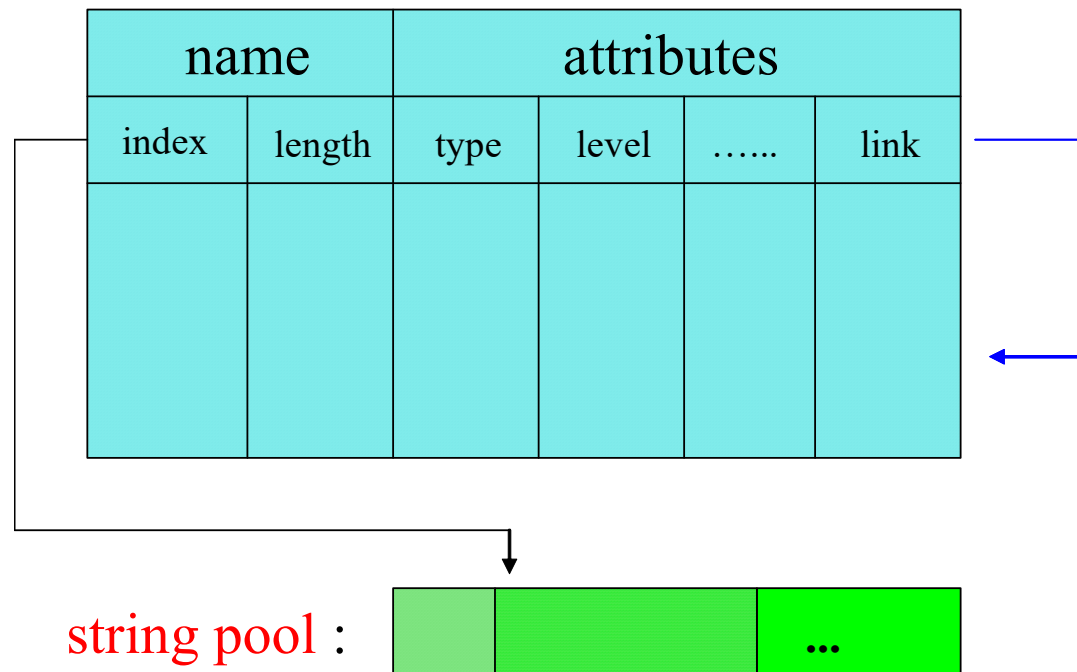 name attributes
index length type level …... link
string pool : ...